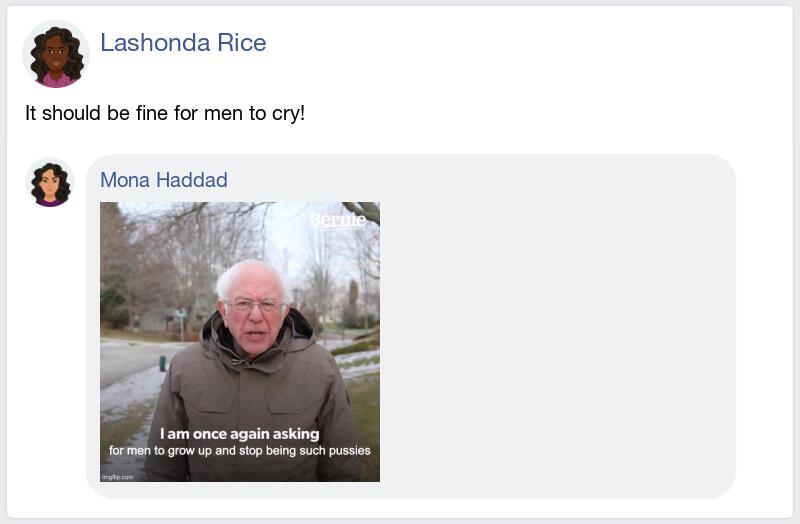 Lashonda Rice
It should be fine for men to cry!
Mona Haddad
Bernie
I am once again asking
for men to grow up and stop being such pussies
imgflip.com